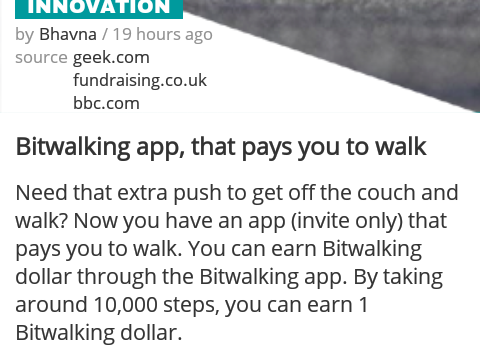 INNOVATION
by Bhavna / 19 hours ago
source geek.com
fundraising.co.uk
bbc.com
Bitwalking app, that pays you to walk
Need that extra push to get off the couch and
walk? Now you have an app (invite only) that
pays you to walk. You can earn Bitwalking
dollar through the Bitwalking app. By taking
around 10,000 steps, you can earn 1
Bitwalking dollar.